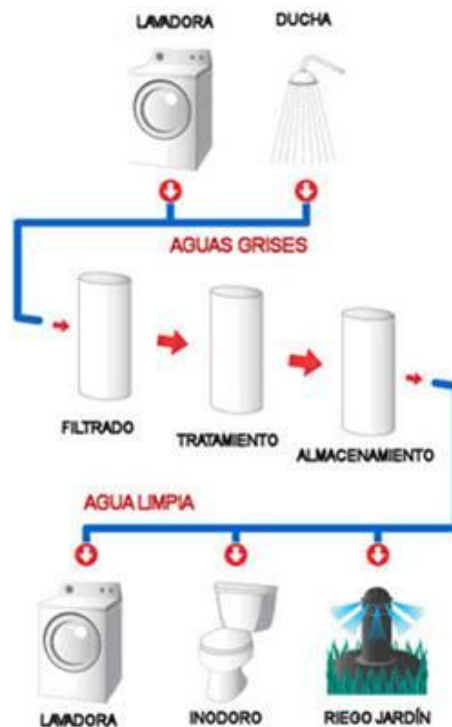 LAVADORA
DUCHA
AGUAS GRISES
FILTRADO
TRATAMIENTO
ALMACENAMIENTO
AGUA LIMPIA
LAVADORA
INODORO
RIEGO JARDÍN